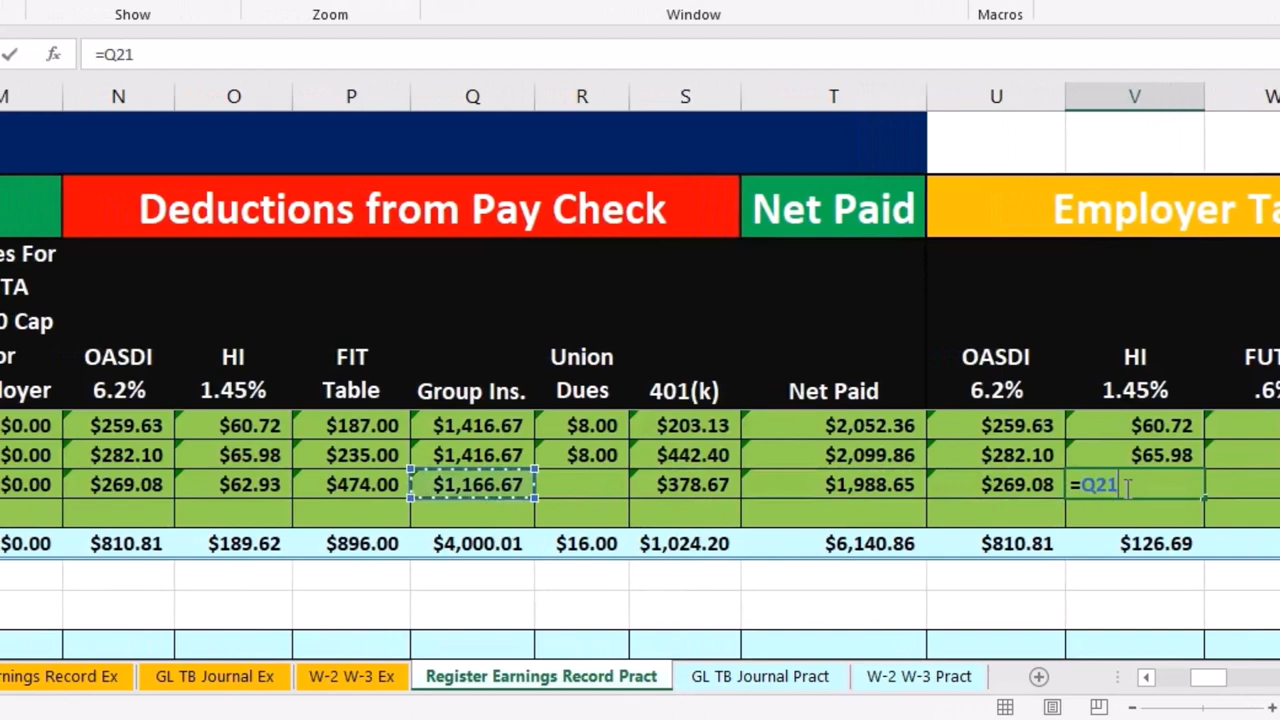 Show Zoom Window Macros
fx =Q21
M N O P Q R S T U V W
Deductions from Pay Check Net Paid Employer Ta
es For
TA
0 Cap
or OASDI HI FIT Union OASDI HI FUT
loyer 6.2% 1.45% Table Group Ins. Dues 401(k) Net Paid 6.2% 1.45% .6%
$0.00 $259.63 $60.72 $187.00 $1,416.67 $8.00 $203.13 $2,052.36 $259.63 $60.72
$0.00 $282.10 $65.98 $235.00 $1,416.67 $8.00 $442.40 $2,099.86 $282.10 $65.98
$0.00 $269.08 $62.93 $474.00 $1,166.67 $378.67 $1,988.65 $269.08 =Q21
$0.00 $810.81 $189.62 $896.00 $4,000.01 $16.00 $1,024.20 $6,140.86 $810.81 $126.69
rnings Record Ex GL TB Journal Ex W-2 W-3 Ex Register Earnings Record Pract GL TB Journal Pract W-2 W-3 Pract